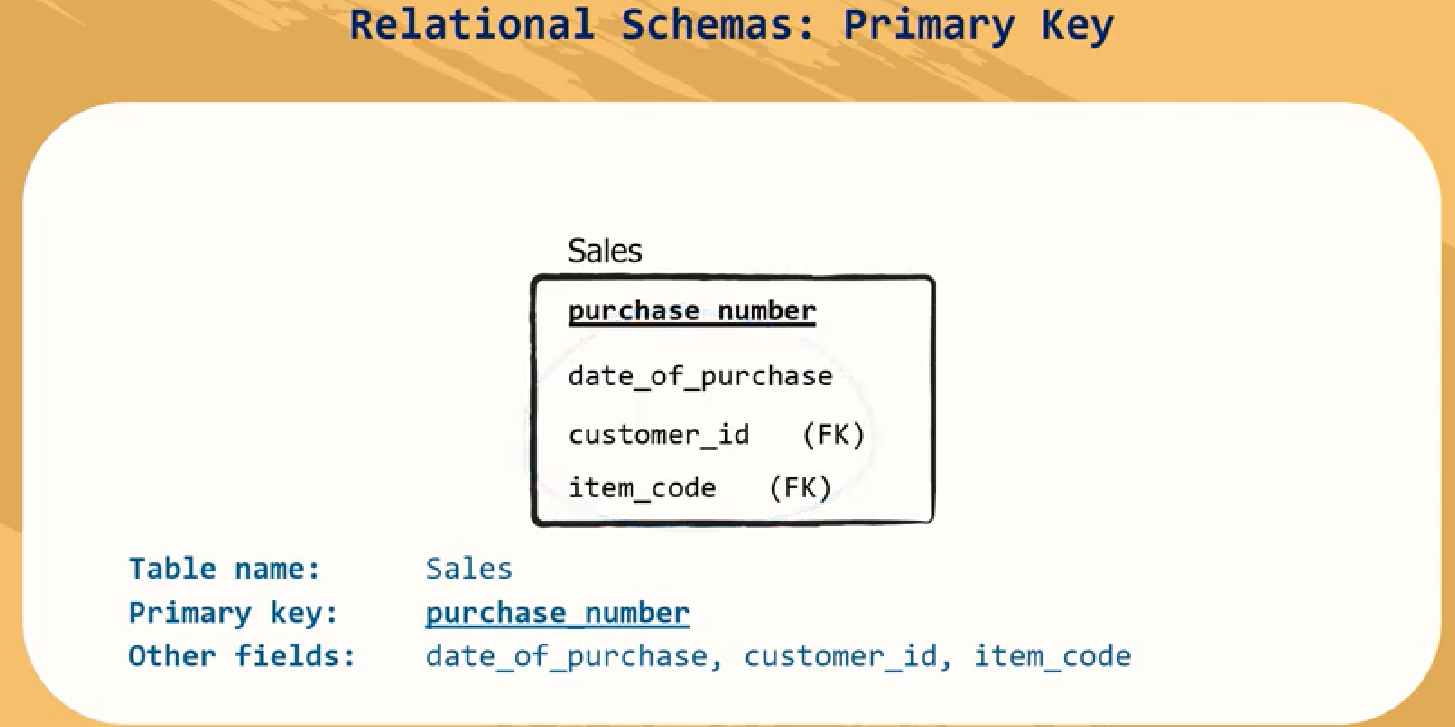 Relational Schemas: Primary Key
Sales
purchase_number
date_of_purchase
customer_id (FK)
item_code (FK)
Table name: Sales
Primary key: purchase_number
Other fields: date_of_purchase, customer_id, item_code